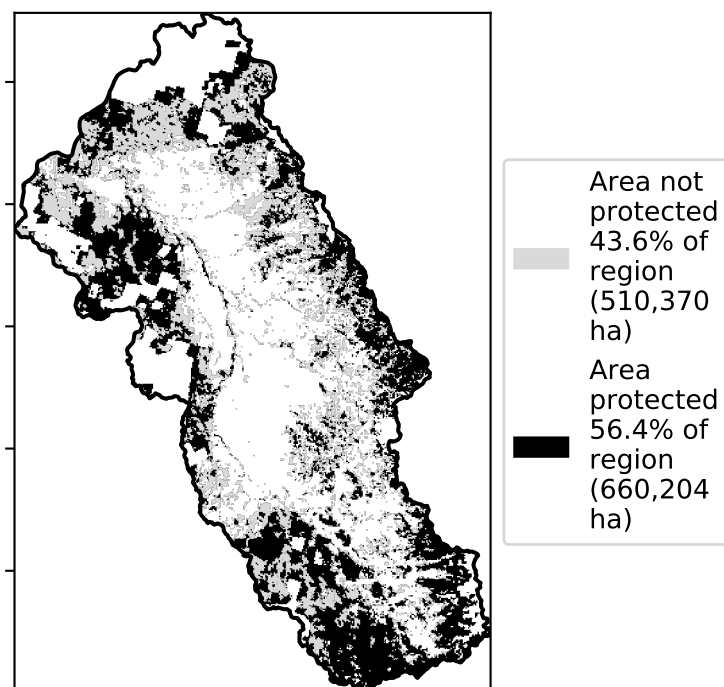 Area not
protected
43.6% of
region
(510,370
ha)
Area
protected
56.4% of
region
(660,204
ha)